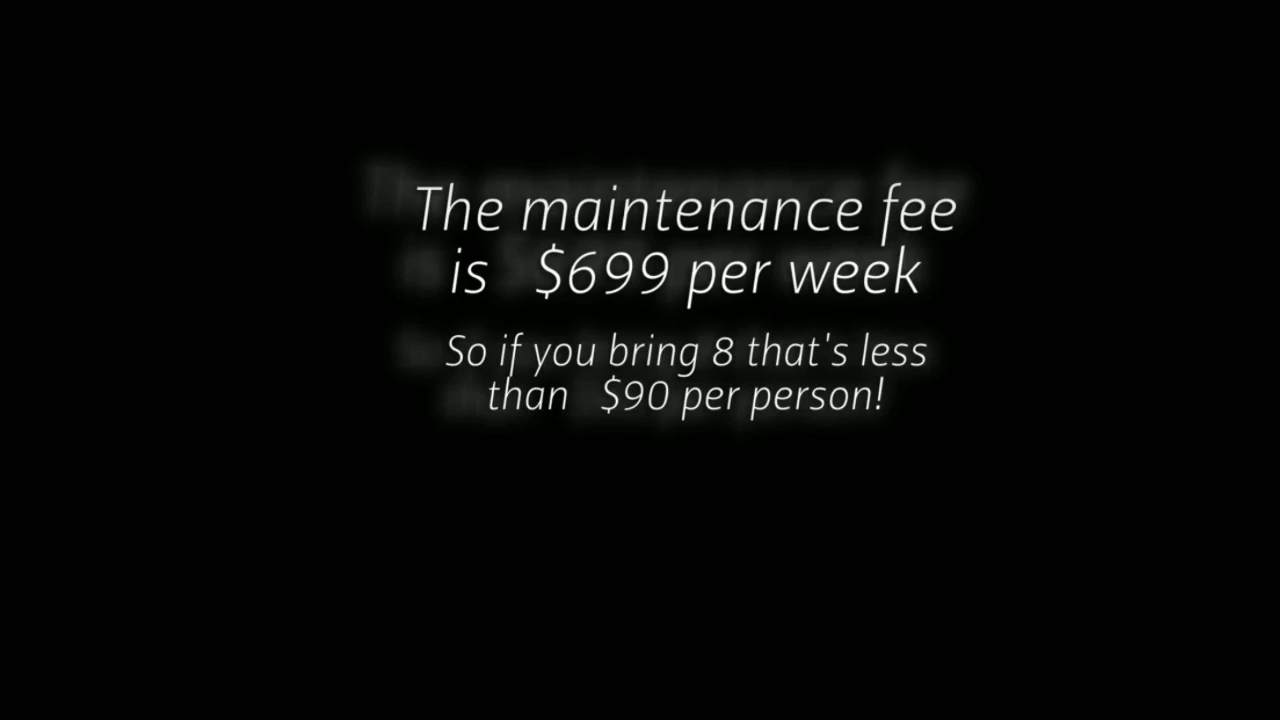 The maintenance fee
is $699 per week
So if you bring 8 that's less
than $90 per person!